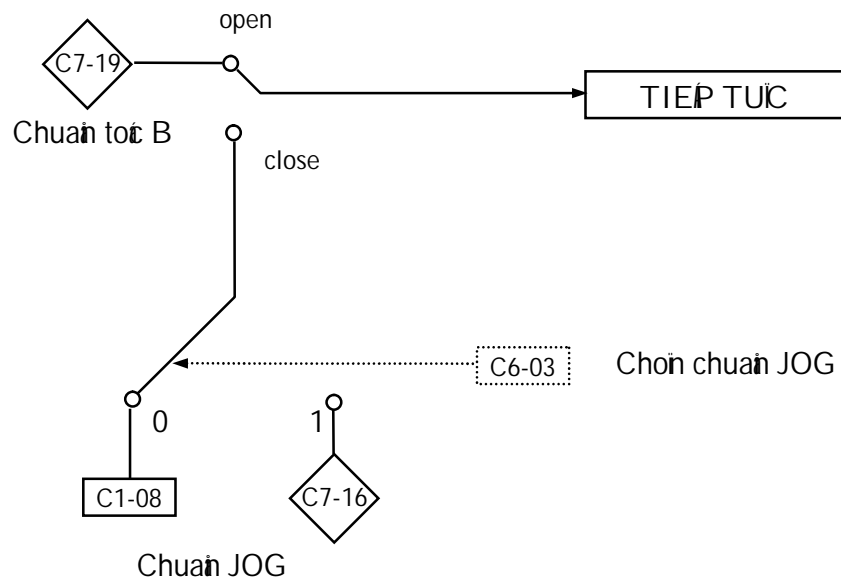 open
C7-19
TIEÁP TUÏC
Chuaån toác B
close
C6-03
Choïn chuaån JOG
0
1
C1-08
C7-16
Chuaån JOG